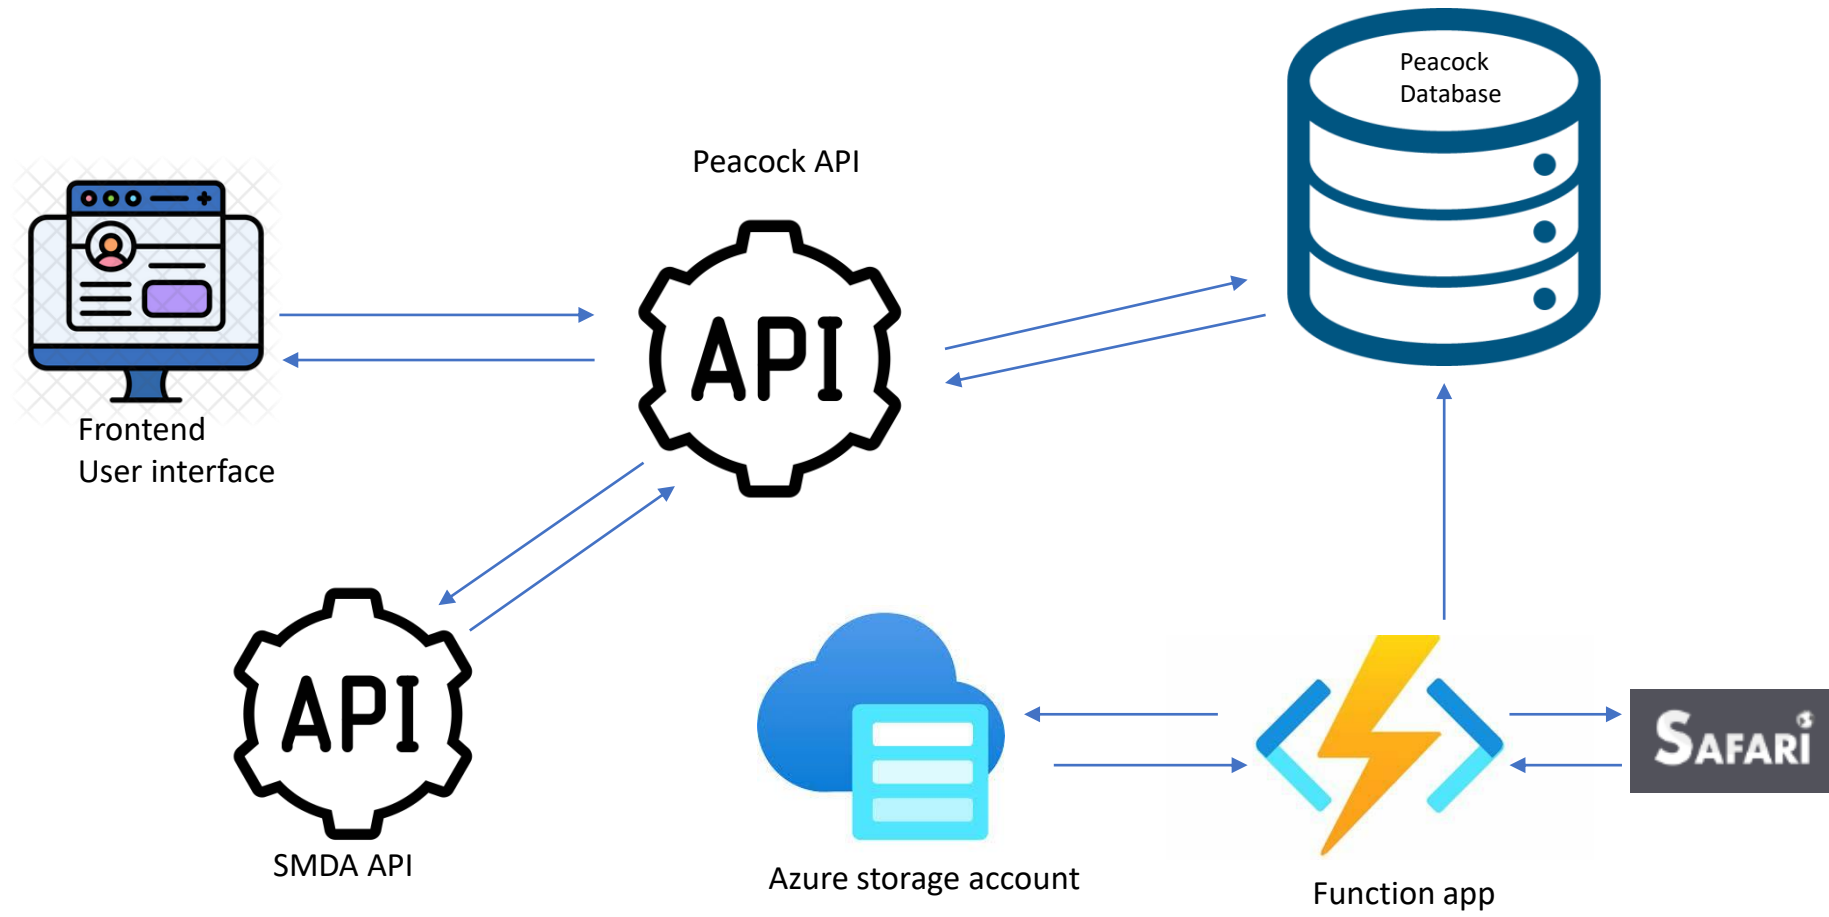 Peacock
Database
Peacock API
API
Frontend
User interface
API
SMDA API
Azure storage account
Function app
SAFARI